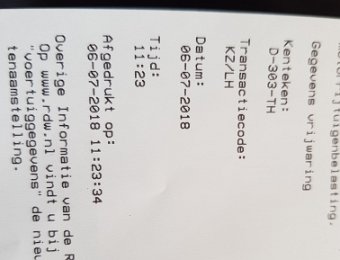 Gegevens vrijwaring
Kenteken:
D-303-TH
Transactiecode:
KZ/LH
Datum:
06-07-2018
Tijd:
11:23
Afgedrukt op:
06-07-2018 11:23:34
Overige Informatie van de
Op www.rdw.nl vindt u bij
"voertuiggegevens" de
tenaamstelling.